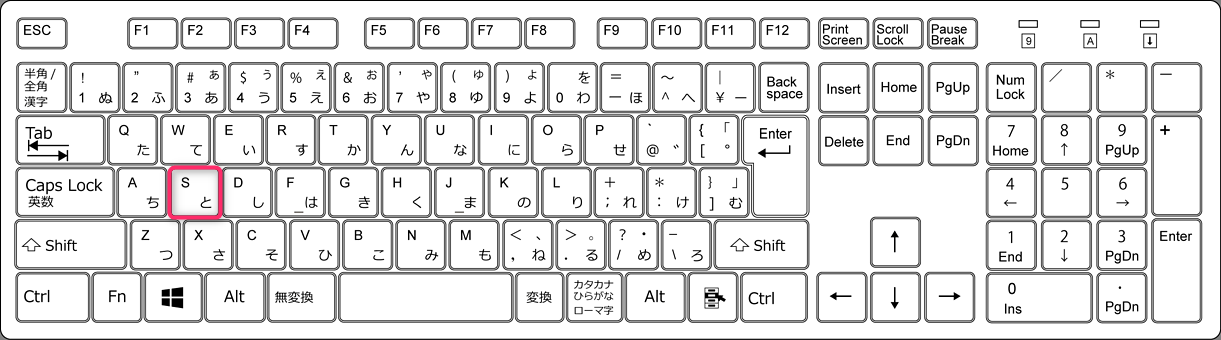 ESC F1 F2 F3 F4 F5 F6 F7 F8 F9 F10 F11 F12 Print Screen Scroll Lock Pause Break 9 A ⬇
半角/全角 漢字 ! 1 ぬ " 2 ふ # ぁ 3 あ $ ぅ 4 う % ぇ 5 え & ぉ 6 お ' ゃ 7 や ( ゅ 8 ゆ ) ょ 9 よ を 0 わ = ー ほ ～ ^ へ | ¥ ー Back space Insert Home PgUp Num Lock ／ ＊ －
Tab Q た W て E い R す T か Y ん U な I に O ら P せ ` @ ゛ { 「 [ ° Enter Delete End PgDn 7 Home 8 ↑ 9 PgUp +
Caps Lock 英数 A ち S と D し F _ は G き H く J _ ま K の L り + ; れ * : け } 」 ] む 4 ← 5 6 →
Shift Z つ X さ C そ V ひ B こ N み M も < 、 , ね > 。 . る ? ・ / め _ \ ろ Shift ↑ 1 End 2 ↓ 3 PgDn Enter
Ctrl Fn Alt 無変換 変換 カタカナ ひらがな ローマ字 Alt Ctrl ← ↓ → 0 Ins . PgDn